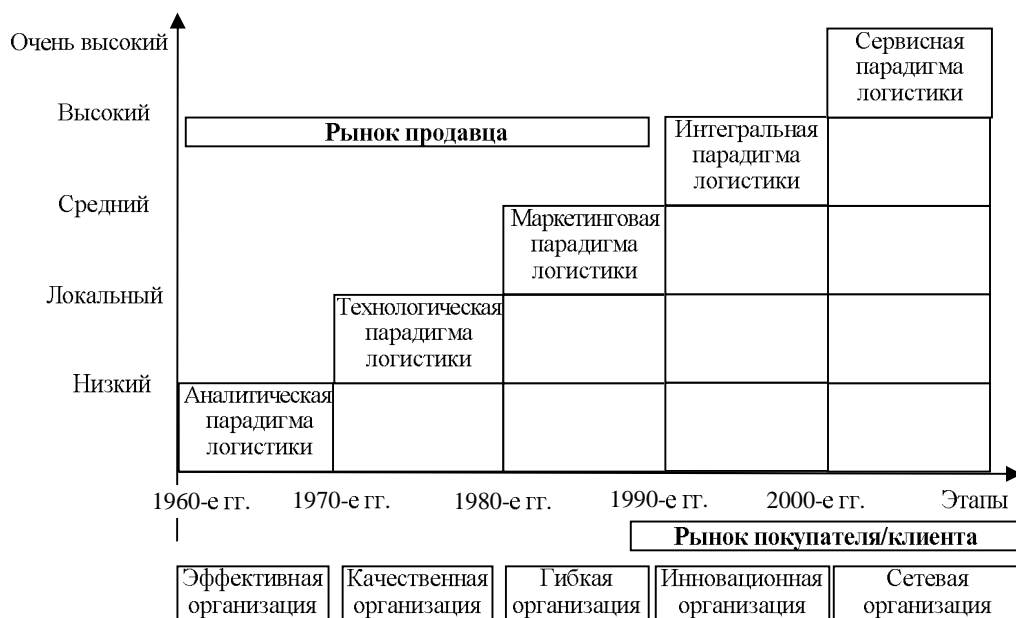 Очень высокий
Сервисная
парадигма
логистики
Высокий
Рынок продавца
Интегральная
парадигма
логистики
Средний
Маркетинговая
парадигма
логистики
Локальный
Технологическая
парадигма
логистики
Низкий
Аналитическая
парадигма
логистики
1960-е гг.
1970-е гг.
1980-е гг.
1990-е гг.
2000-е гг.
Этапы
Рынок покупателя/клиента
Эффективная
организация
Качественная
организация
Гибкая
организация
Инновационная
организация
Сетевая
организация